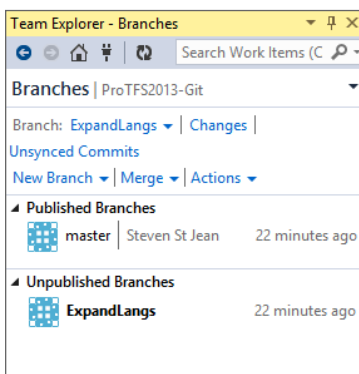 Team Explorer - Branches
Search Work Items (C
Branches | ProTFS2013-Git
Branch: ExpandLangs | Changes |
Unsynced Commits
New Branch | Merge | Actions
Published Branches
master | Steven St Jean 22 minutes ago
Unpublished Branches
ExpandLangs 22 minutes ago